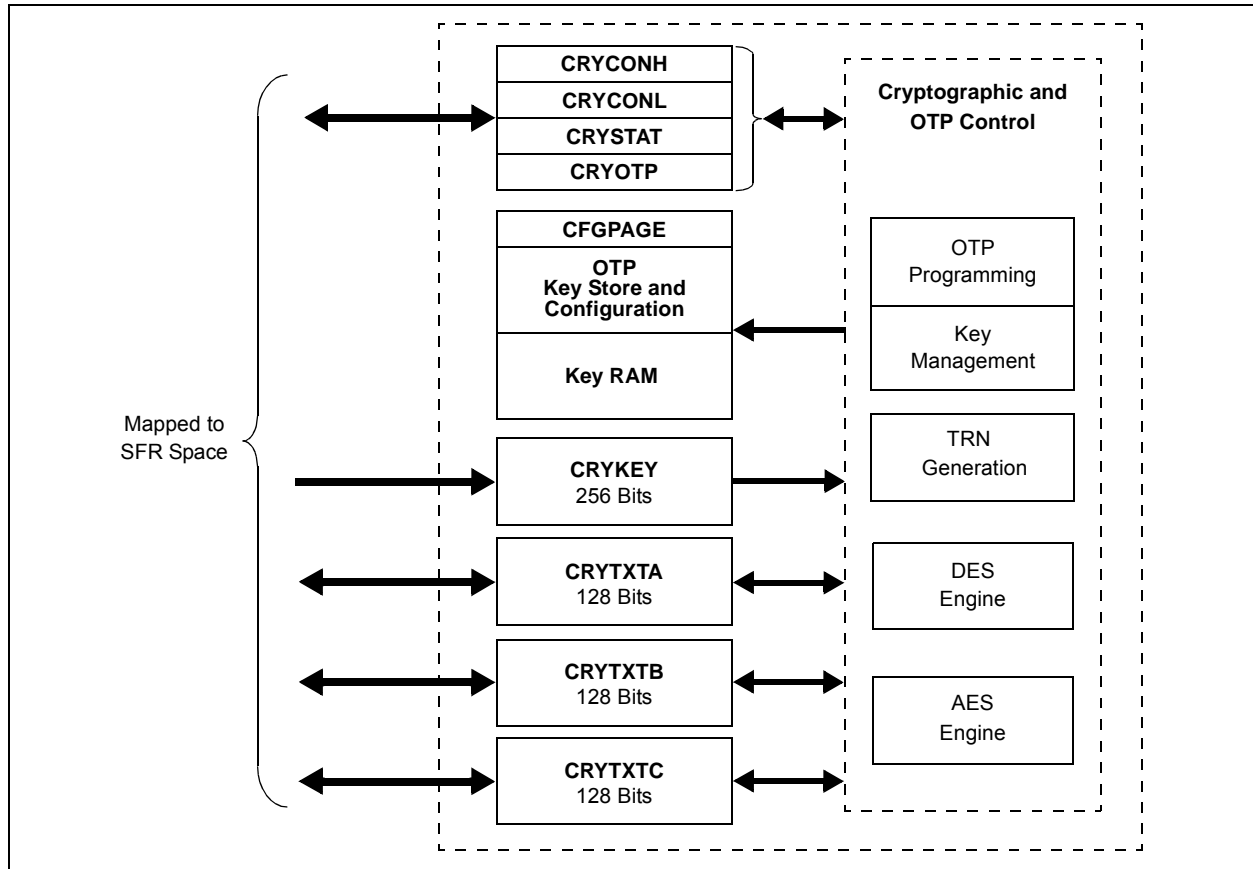 Mapped to
SFR Space
CRYCONH
CRYCONL
CRYSTAT
CRYOTP
CFGPAGE
OTP
Key Store and
Configuration
Key RAM
CRYKEY
256 Bits
CRYTXTA
128 Bits
CRYTXTB
128 Bits
CRYTXTC
128 Bits
Cryptographic and
OTP Control
OTP
Programming
Key
Management
TRN
Generation
DES
Engine
AES
Engine